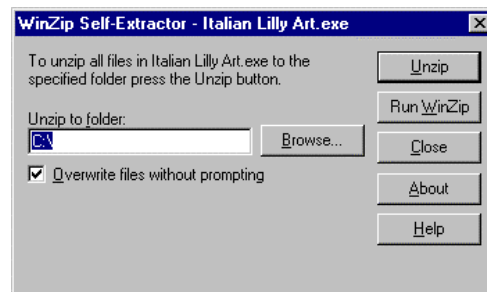 WinZip Self-Extractor - Italian Lilly Art.exe
To unzip all files in Italian Lilly Art.exe to the
specified folder press the Unzip button.
Unzip to folder:
C:\
Browse...
Overwrite files without prompting
Unzip
Run WinZip
Close
About
Help